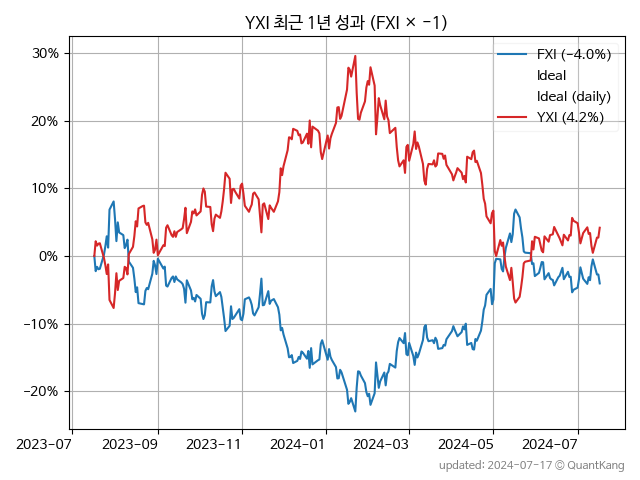 YXI 최근 1년 성과 (FXI × −1)
30%
20%
10%
0%
−10%
−20%
FXI (−4.0%)
Ideal
Ideal (daily)
YXI (4.2%)
2023-07
2023-09
2023-11
2024-01
2024-03
2024-05
2024-07
updated: 2024-07-17 © QuantKang